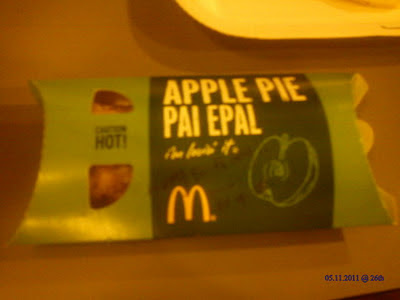 APPLE PIE
PAI EPAL
i'm lovin' it.
CAUTION
HOT!
05.11.2011 @ 26th